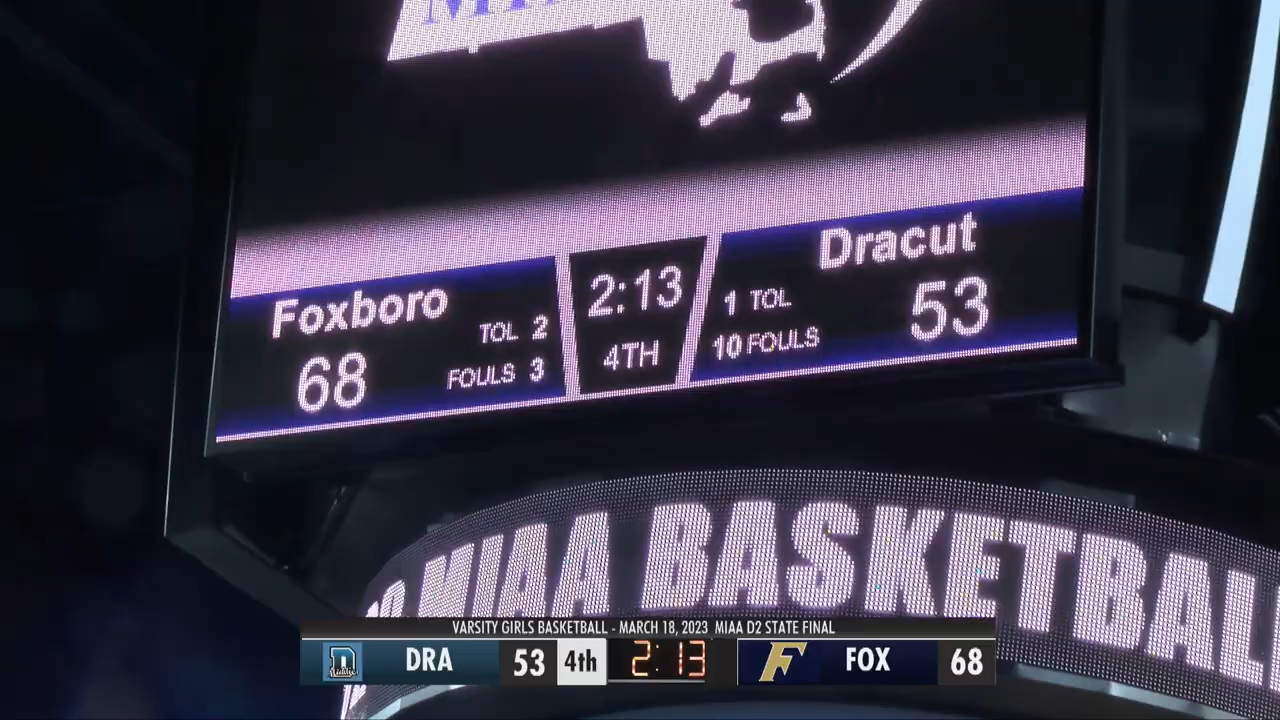 Foxboro
68
TOL 2
FOULS 3
2:13
4TH
Dracut
1 TOL
10 FOULS
53
MIAA BASKETBAL
VARSITY GIRLS BASKETBALL - MARCH 18, 2023 MIAA D2 STATE FINAL
D DRA 53 4th 2:13 F FOX 68